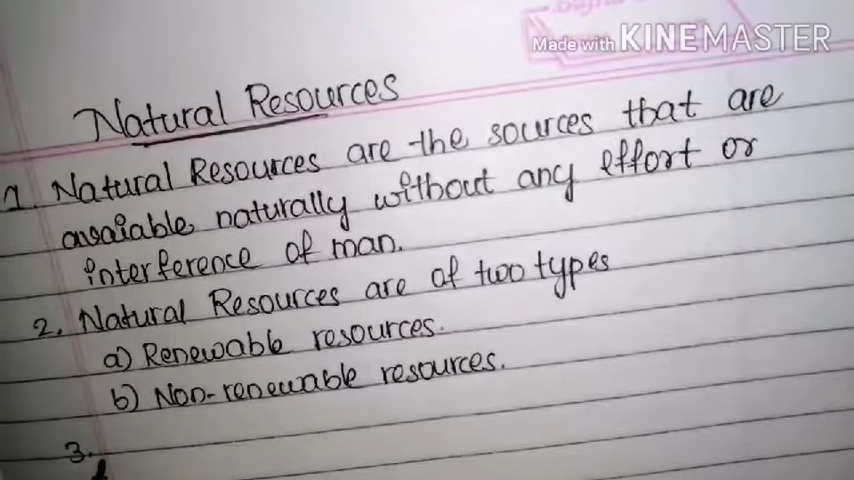 Made with KINEMASTER
Natural Resources
1. Natural Resources are the sources that are
avaiable naturally without any effort or
interference of man.
2. Natural Resources are of two types
a) Renewable resources.
b) Non-renewable resources.
3.